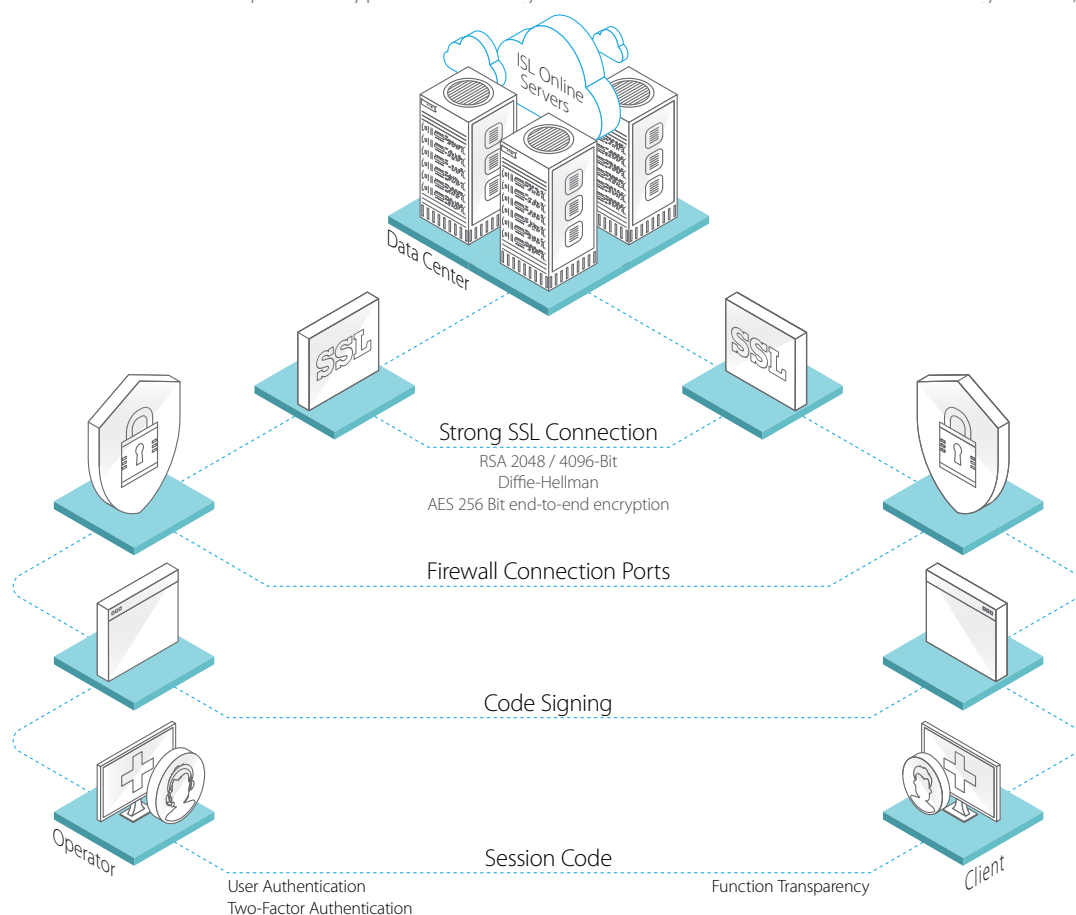 ISL Online
Servers
Data Center
SSL
SSL
Strong SSL Connection
RSA 2048 / 4096-Bit
Diffie-Hellman
AES 256 Bit end-to-end encryption
Firewall Connection Ports
Code Signing
Operator
Client
Session Code
User Authentication
Function Transparency
Two-Factor Authentication